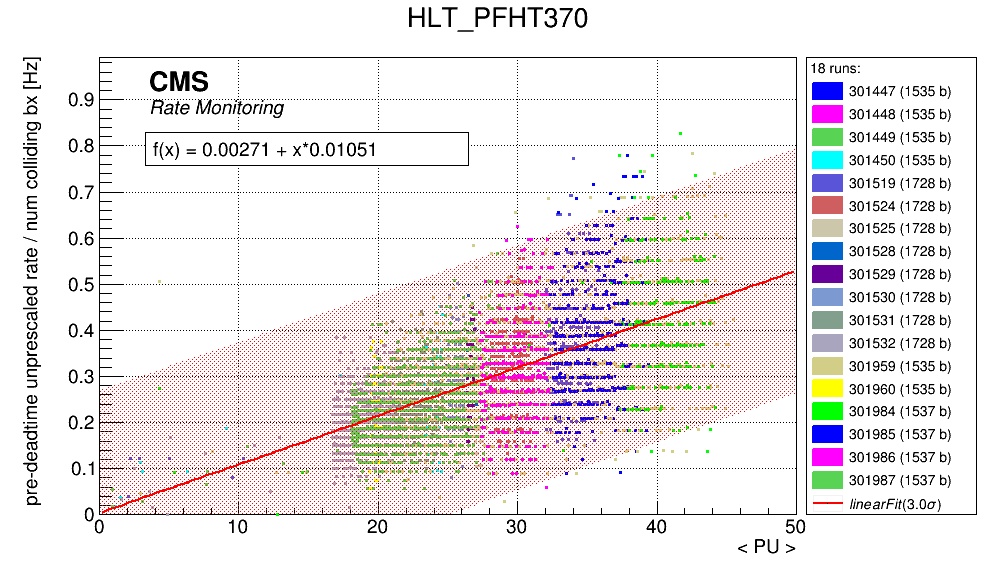 HLT_PFHT370
pre-deadtime unprescaled rate / num colliding bx [Hz]
CMS
Rate Monitoring
f(x) = 0.00271 + x*0.01051
0.9
0.8
0.7
0.6
0.5
0.4
0.3
0.2
0.1
0
0 10 20 30 40 50
< PU >
18 runs:
301447 (1535 b)
301448 (1535 b)
301449 (1535 b)
301450 (1535 b)
301519 (1728 b)
301524 (1728 b)
301525 (1728 b)
301528 (1728 b)
301529 (1728 b)
301530 (1728 b)
301531 (1728 b)
301532 (1728 b)
301959 (1535 b)
301960 (1535 b)
301984 (1537 b)
301985 (1537 b)
301986 (1537 b)
301987 (1537 b)
linearFit(3.0σ)